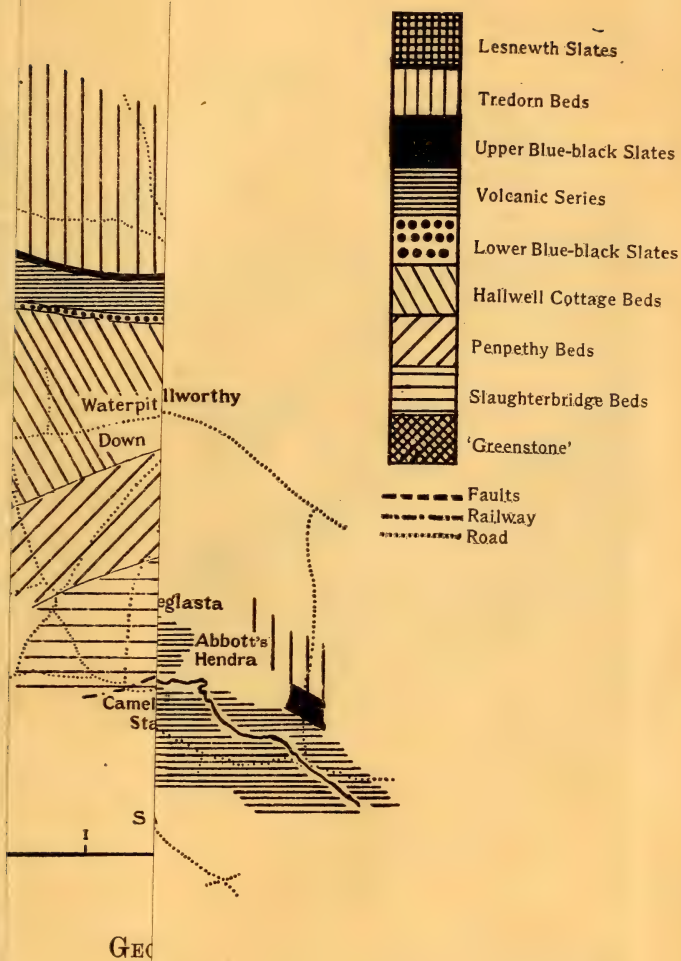 Lesnewth Slates
Tredorn Beds
Upper Blue-black Slates
Volcanic Series
Lower Blue-black Slates
Hallwell Cottage Beds
Penpethy Beds
Slaughterbridge Beds
'Greenstone'
Faults
Railway
Road
Waterpit
Down
llworthy
eglasta
Abbott's
Hendra
Camel
Sta
S
I
GEO